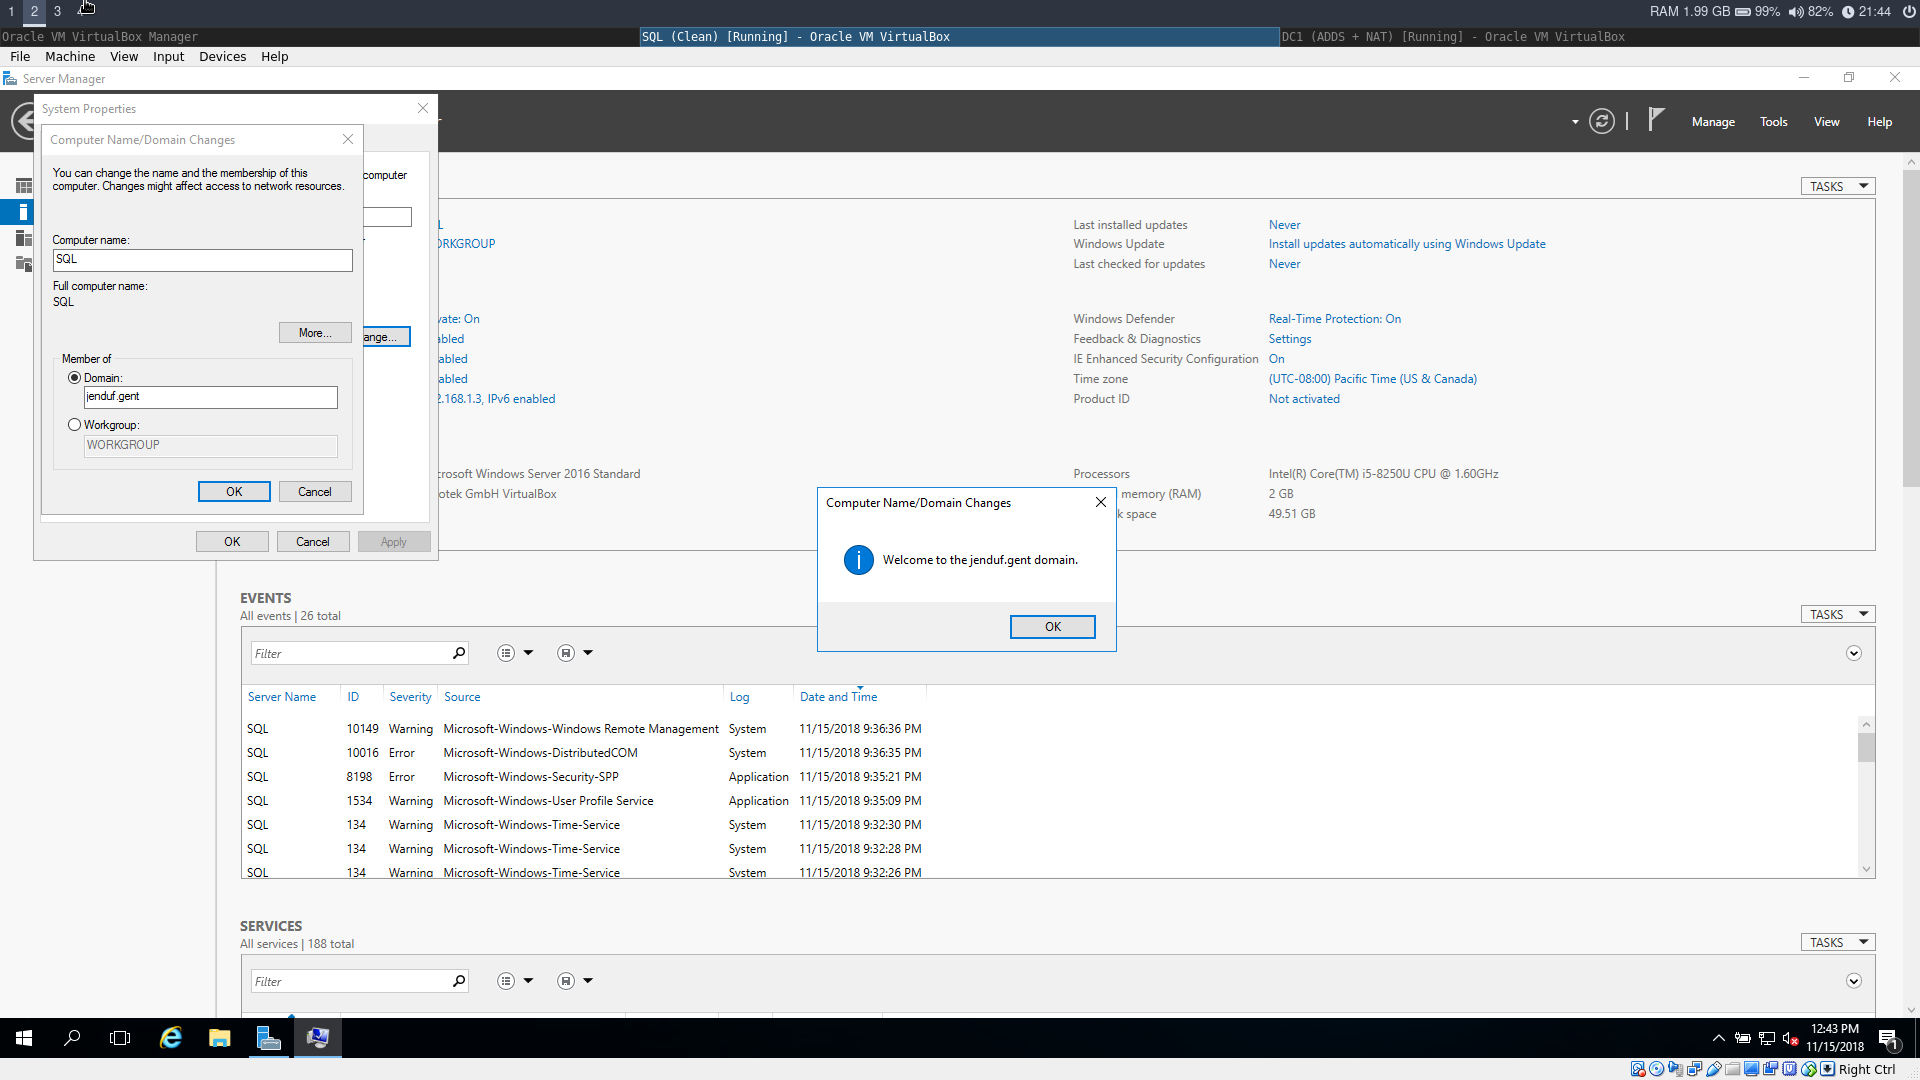 1 2 3
RAM 1.99 GB 99% 82% 21:44
Oracle VM VirtualBox Manager
SQL (Clean) [Running] - Oracle VM VirtualBox
DC1 (ADDS + NAT) [Running] - Oracle VM VirtualBox
File Machine View Input Devices Help
Server Manager
Manage Tools View Help
System Properties
Computer Name/Domain Changes
You can change the name and the membership of this
computer. Changes might affect access to network resources.
computer
Computer name:
SQL
Full computer name:
SQL
More...
ange...
Member of
Domain:
jenduf.gent
Workgroup:
WORKGROUP
OK Cancel
OK Cancel Apply
TASKS
L
ORKGROUP
vate: On
abled
abled
abled
2.168.1.3, IPv6 enabled
crosoft Windows Server 2016 Standard
otek GmbH VirtualBox
Last installed updates Never
Windows Update Install updates automatically using Windows Update
Last checked for updates Never
Windows Defender Real-Time Protection: On
Feedback & Diagnostics Settings
IE Enhanced Security Configuration On
Time zone (UTC-08:00) Pacific Time (US & Canada)
Product ID Not activated
Processors Intel(R) Core(TM) i5-8250U CPU @ 1.60GHz
memory (RAM) 2 GB
k space 49.51 GB
Computer Name/Domain Changes
Welcome to the jenduf.gent domain.
OK
EVENTS
All events | 26 total
TASKS
Filter
Server Name ID Severity Source Log Date and Time
SQL 10149 Warning Microsoft-Windows-Windows Remote Management System 11/15/2018 9:36:36 PM
SQL 10016 Error Microsoft-Windows-DistributedCOM System 11/15/2018 9:36:35 PM
SQL 8198 Error Microsoft-Windows-Security-SPP Application 11/15/2018 9:35:21 PM
SQL 1534 Warning Microsoft-Windows-User Profile Service Application 11/15/2018 9:35:09 PM
SQL 134 Warning Microsoft-Windows-Time-Service System 11/15/2018 9:32:30 PM
SQL 134 Warning Microsoft-Windows-Time-Service System 11/15/2018 9:32:28 PM
SQL 134 Warning Microsoft-Windows-Time-Service System 11/15/2018 9:32:26 PM
SERVICES
All services | 188 total
TASKS
Filter
12:43 PM
11/15/2018
1
Right Ctrl